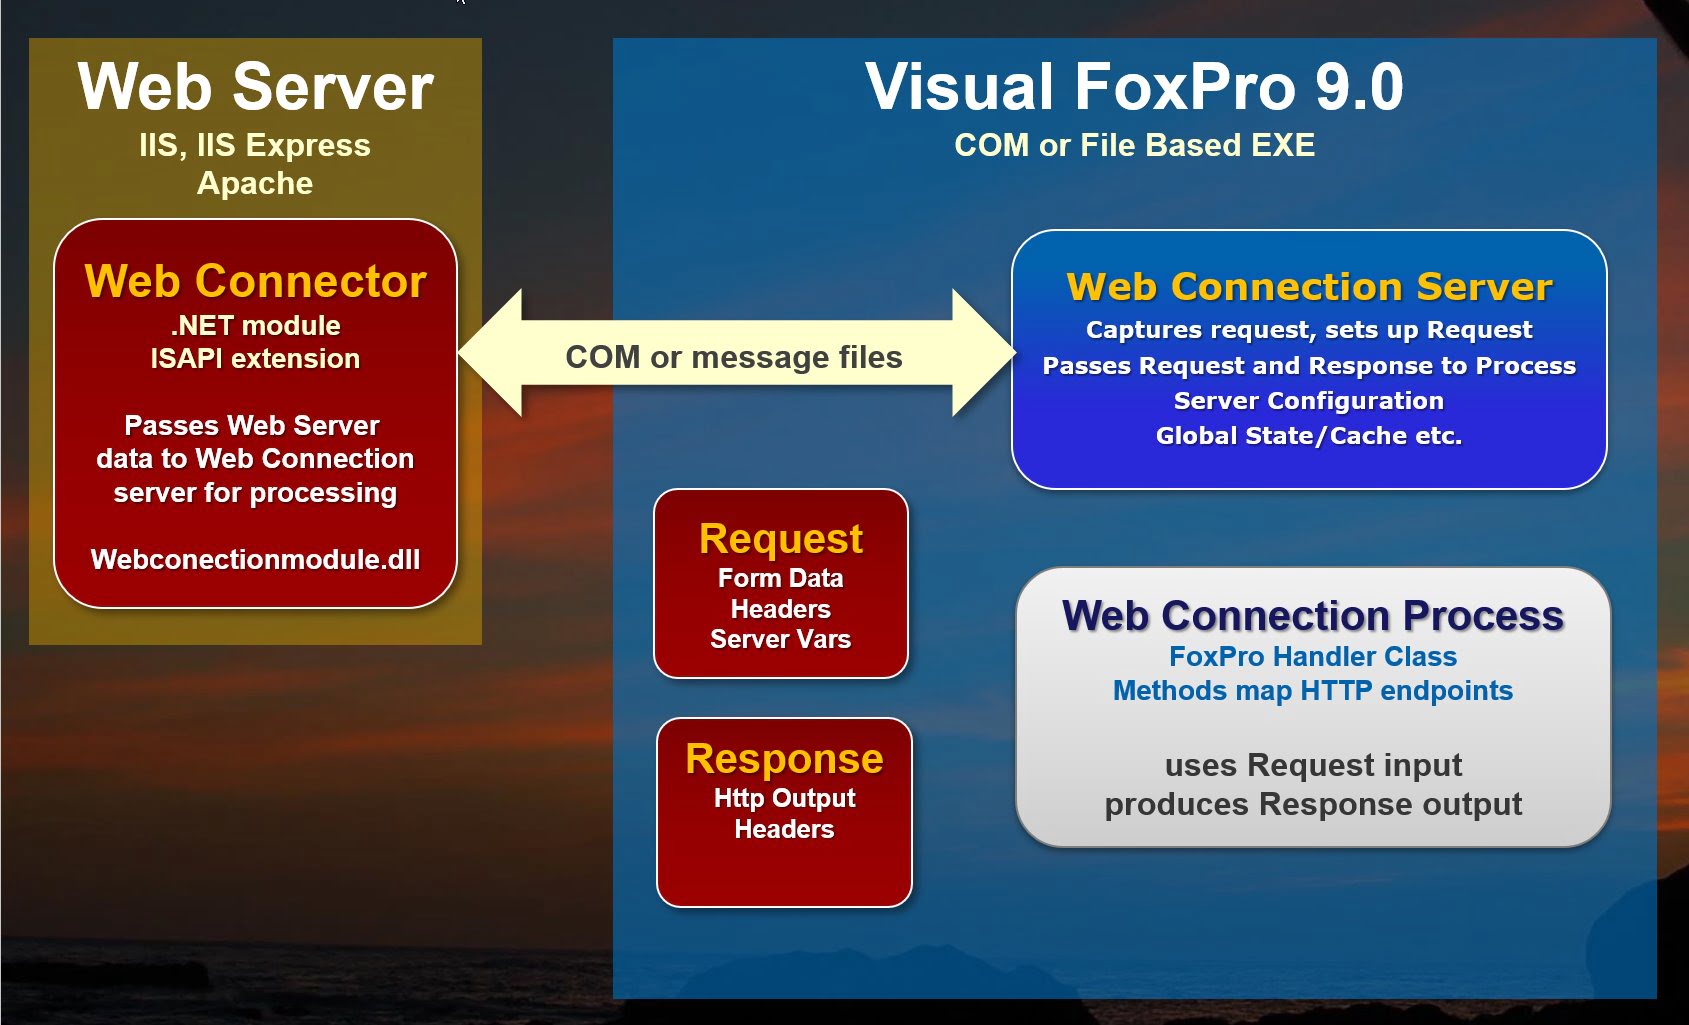 Web Server
IIS, IIS Express
Apache
Web Connector
.NET module
ISAPI extension
Passes Web Server
data to Web Connection
server for processing
Webconectionmodule.dll
COM or message files
Visual FoxPro 9.0
COM or File Based EXE
Web Connection Server
Captures request, sets up Request
Passes Request and Response to Process
Server Configuration
Global State/Cache etc.
Request
Form Data
Headers
Server Vars
Response
Http Output
Headers
Web Connection Process
FoxPro Handler Class
Methods map HTTP endpoints
uses Request input
produces Response output